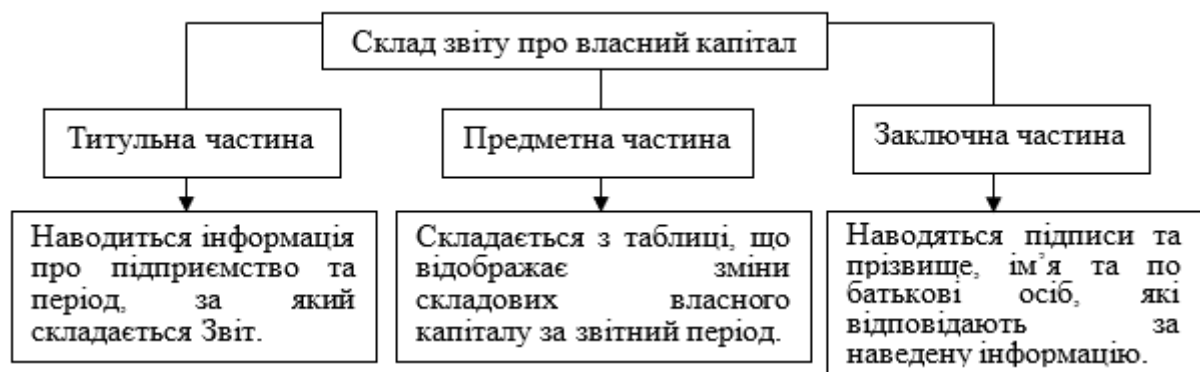 Склад звіту про власний капітал
Титульна частина
Предметна частина
Заключна частина
Наводиться інформація
про підприємство та
період, за який
складається Звіт.
Складається з таблиці, що
відображає зміни
складових власного
капіталу за звітний період.
Наводяться підписи та
прізвище, ім’я та по
батькові осіб, які
відповідають за
наведену інформацію.